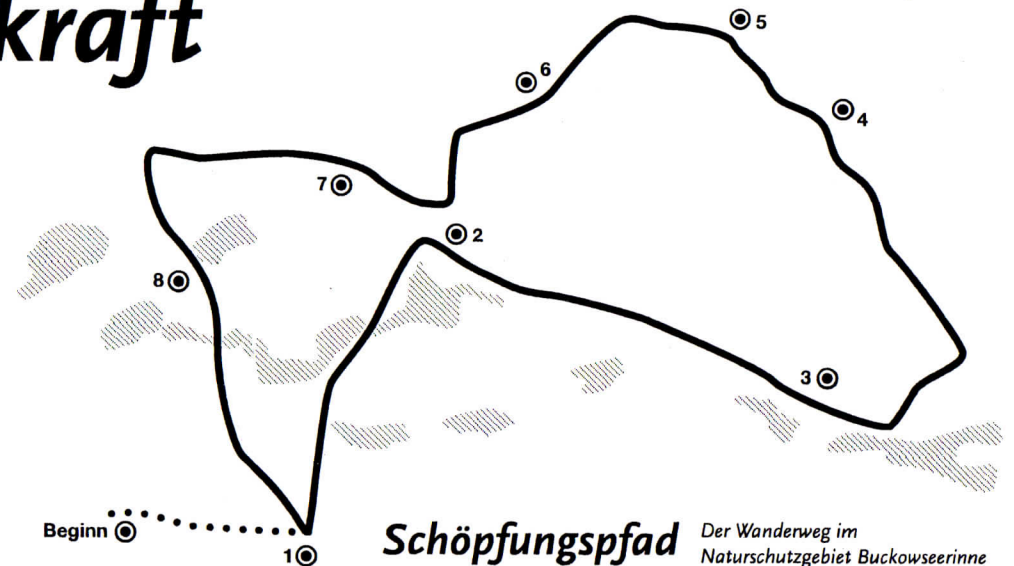 kraft
5
6
4
7
2
8
3
Beginn
1
Schöpfungspfad
Der Wanderweg im
Naturschutzgebiet Buckowseerinne